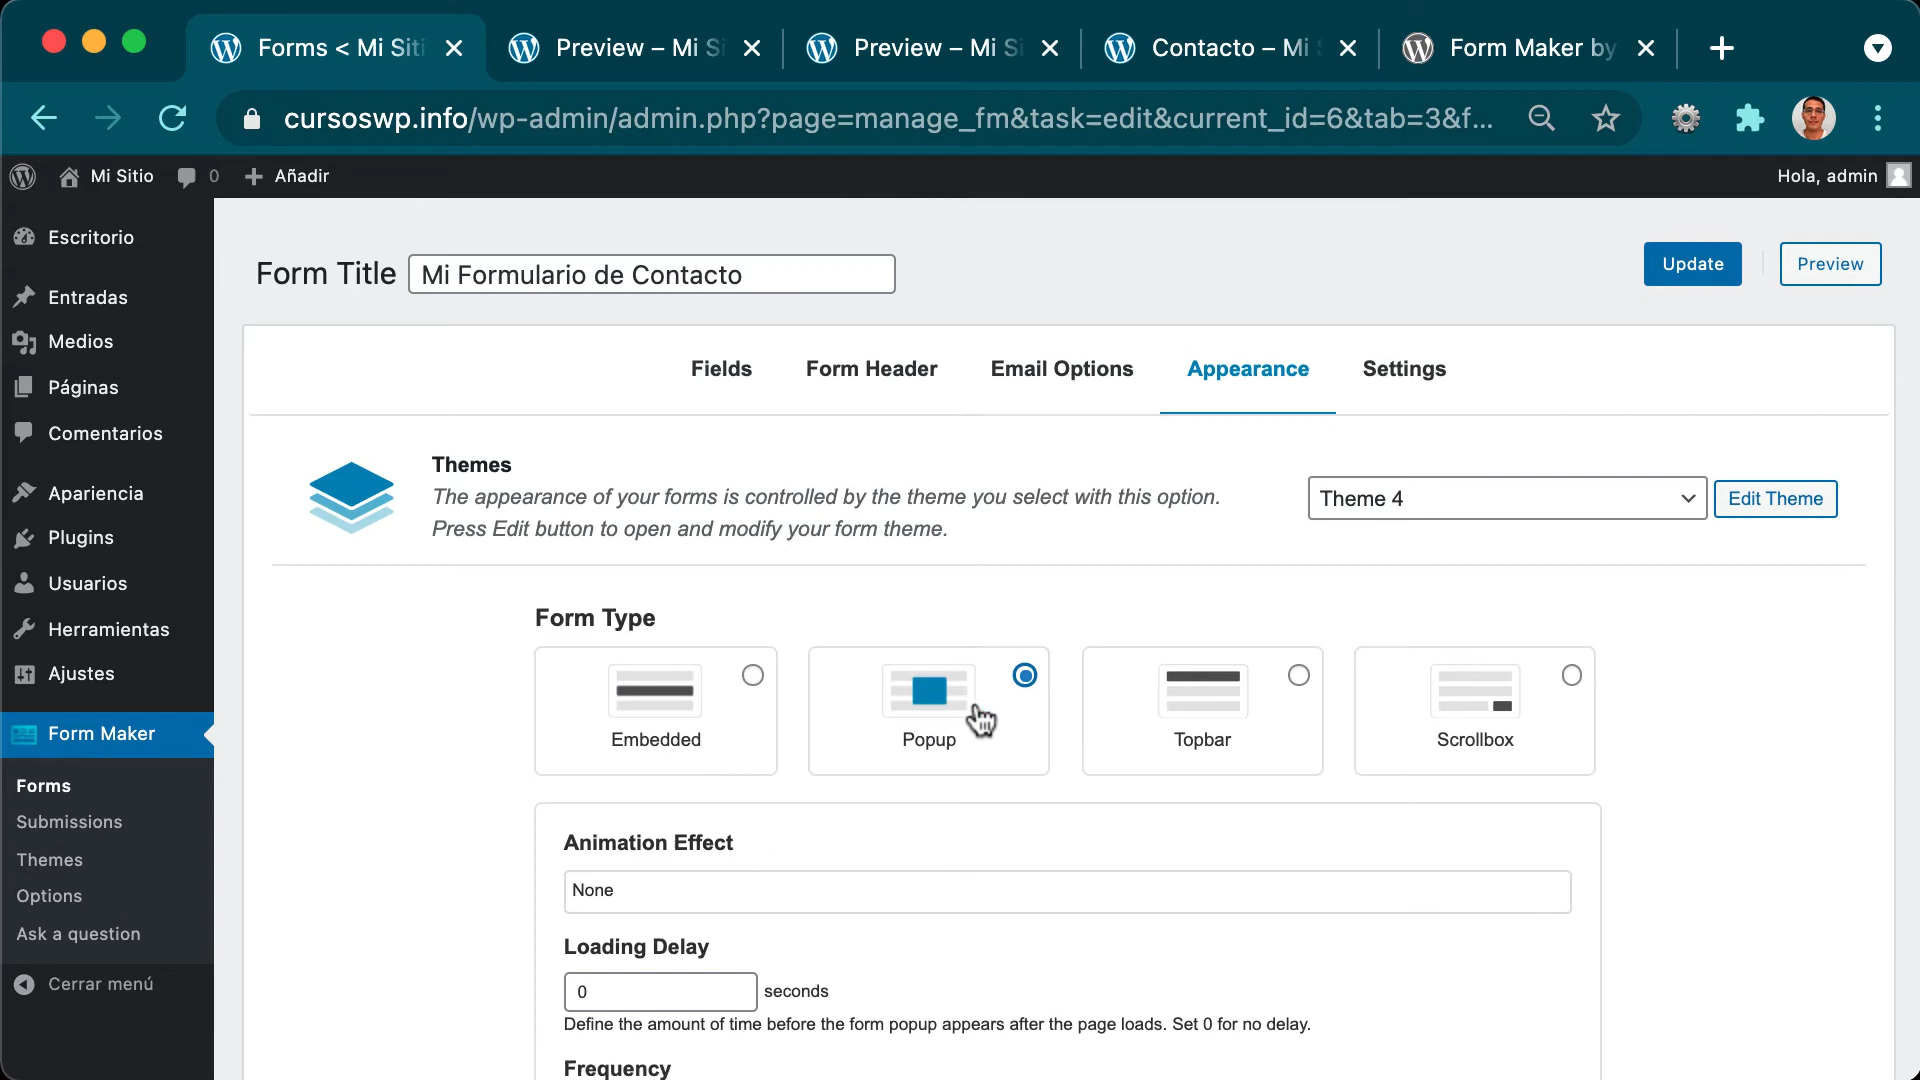 Forms < Mi Siti
Preview – Mi S
Preview – Mi S
Contacto – Mi S
Form Maker by
cursoswp.info/wp-admin/admin.php?page=manage_fm&task=edit&current_id=6&tab=3&f...
Mi Sitio
0
Añadir
Hola, admin
Escritorio
Entradas
Medios
Páginas
Comentarios
Apariencia
Plugins
Usuarios
Herramientas
Ajustes
Form Maker
Forms
Submissions
Themes
Options
Ask a question
Cerrar menú
Form Title
Mi Formulario de Contacto
Update
Preview
Fields
Form Header
Email Options
Appearance
Settings
Themes
The appearance of your forms is controlled by the theme you select with this option.
Press Edit button to open and modify your form theme.
Theme 4
Edit Theme
Form Type
Embedded
Popup
Topbar
Scrollbox
Animation Effect
None
Loading Delay
0
seconds
Define the amount of time before the form popup appears after the page loads. Set 0 for no delay.
Frequency